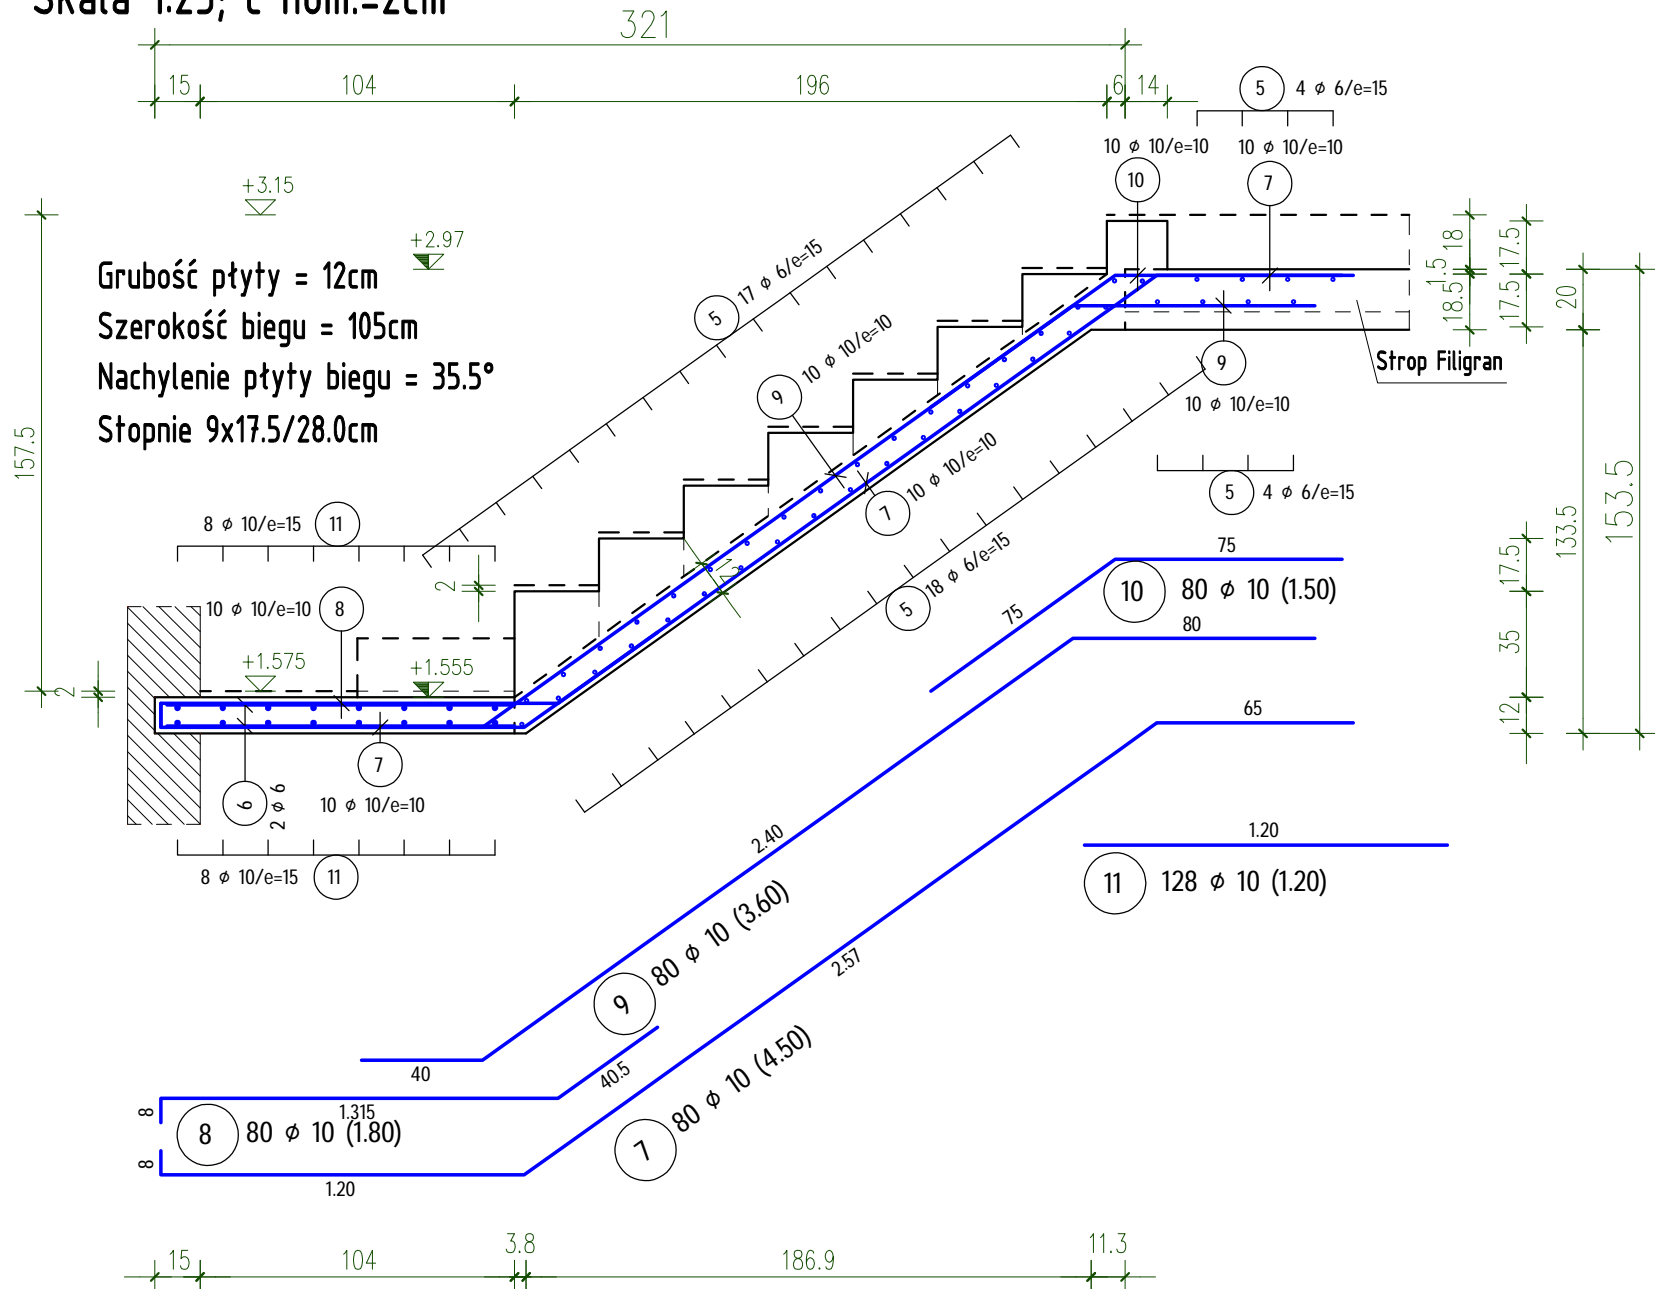 Skala 1:25; c nom.=2cm
321
15
104
196
6
14
5
4 ϕ 6/e=15
10 ϕ 10/e=10
10 ϕ 10/e=10
10
7
+3.15
+2.97
Grubość płyty = 12cm
Szerokość biegu = 105cm
Nachylenie płyty biegu = 35.5°
Stopnie 9x17.5/28.0cm
157.5
5
17 ϕ 6/e=15
9
10 ϕ 10/e=10
7
10 ϕ 10/e=10
18
1.5
18.5
17.5
17.5
20
9
10 ϕ 10/e=10
Strop Filigran
5
4 ϕ 6/e=15
153.5
133.5
17.5
35
12
8 ϕ 10/e=15
11
10 ϕ 10/e=10
8
2
12
5
18 ϕ 6/e=15
+1.575
+1.555
2
7
10 ϕ 10/e=10
6
2 ϕ 6
8 ϕ 10/e=15
11
75
75
10
80 ϕ 10 (1.50)
80
65
2.40
9
80 ϕ 10 (3.60)
40
2.57
1.20
11
128 ϕ 10 (1.20)
8
1.315
40.5
8
80 ϕ 10 (1.80)
8
1.20
7
80 ϕ 10 (4.50)
15
104
3.8
186.9
11.3